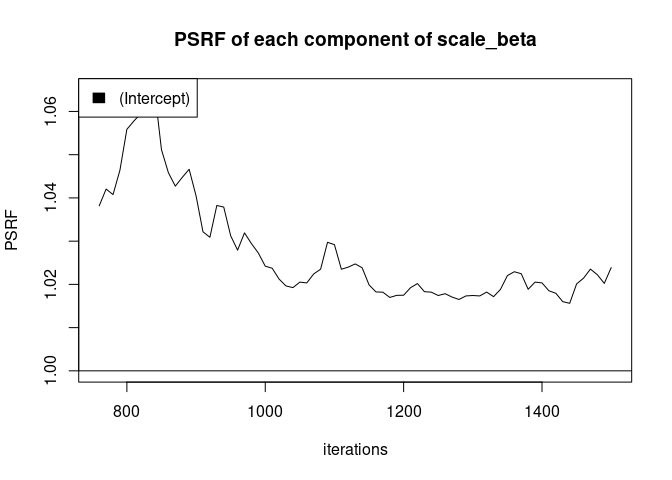 PSRF of each component of scale_beta
(Intercept)
PSRF
1.06
1.04
1.02
1.00
800 1000 1200 1400
iterations